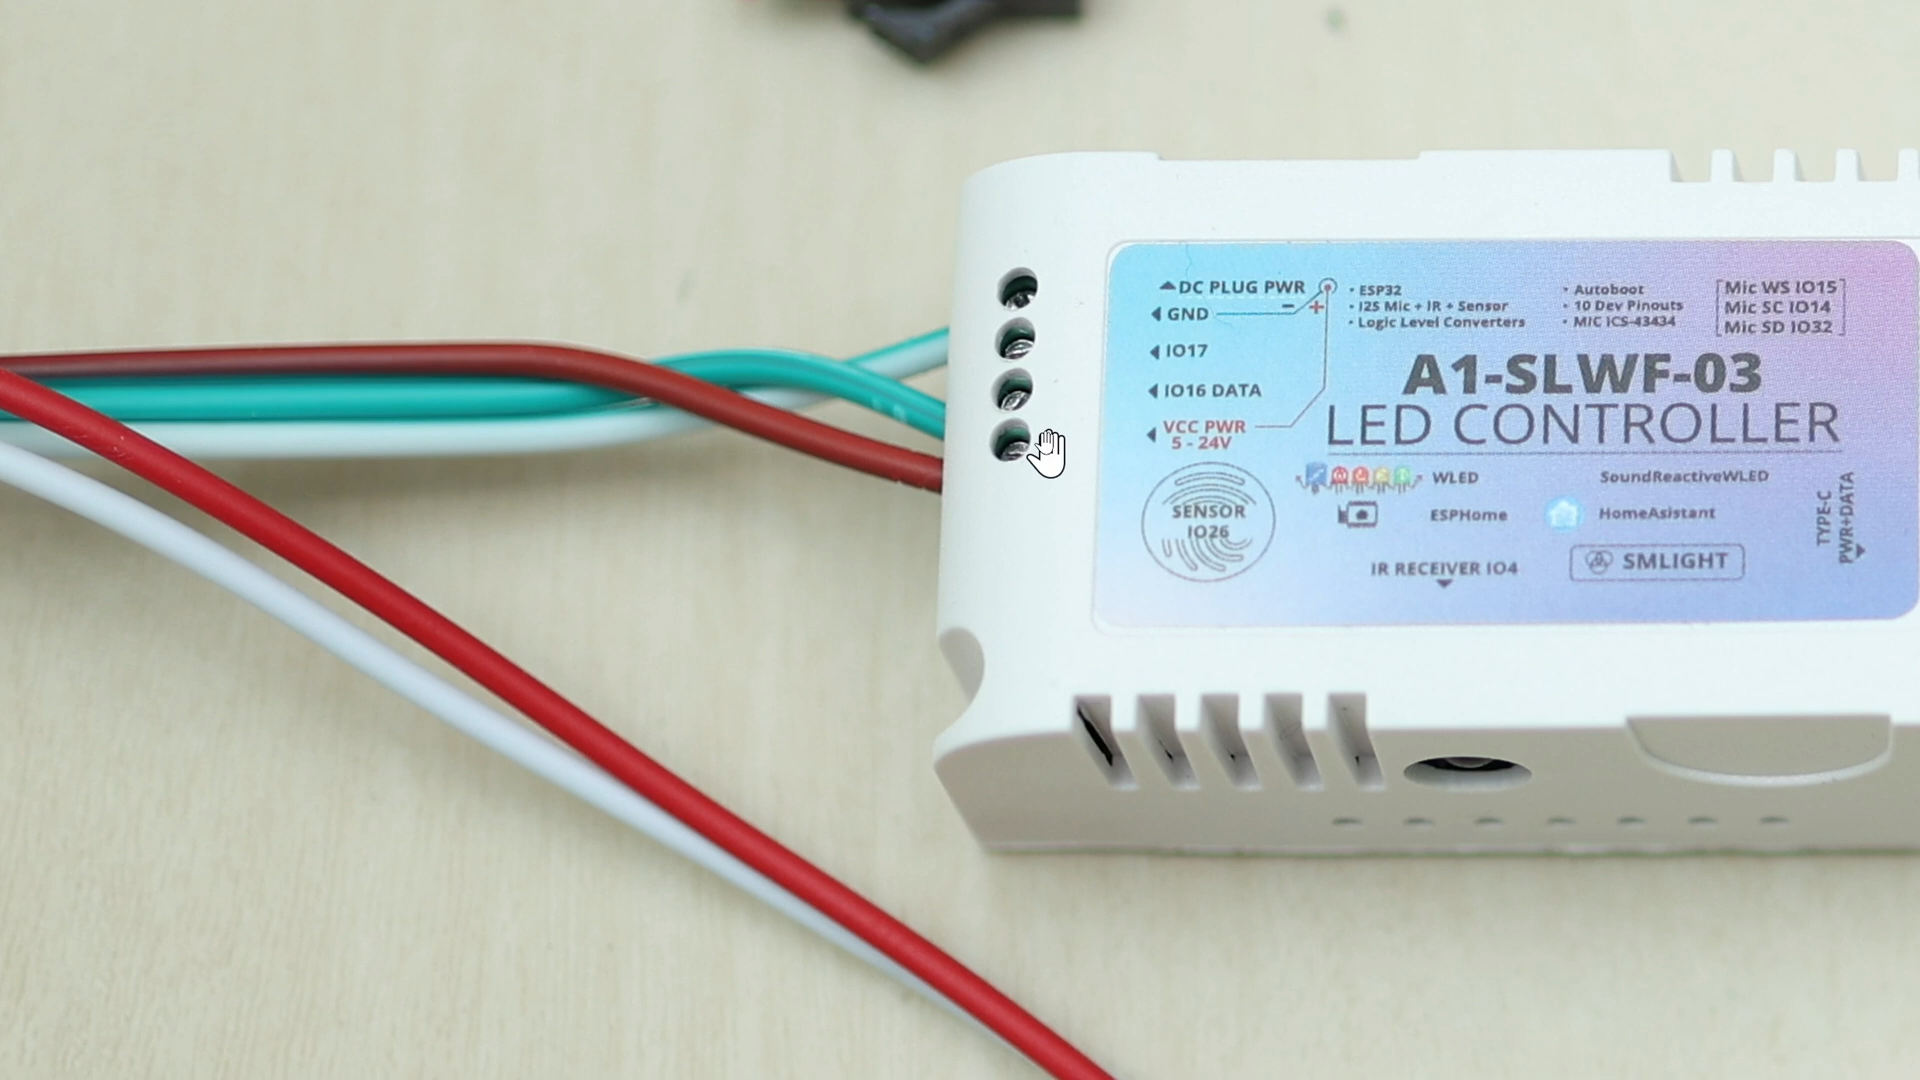 DC PLUG PWR
GND
- +
IO17
IO16 DATA
VCC PWR
5 - 24V
SENSOR
IO26
• ESP32
• I2S Mic + IR + Sensor
• Logic Level Converters
• Autoboot
• 10 Dev Pinouts
• MIC ICS-43434
Mic WS IO15
Mic SC IO14
Mic SD IO32
A1-SLWF-03
LED CONTROLLER
WLED
SoundReactiveWLED
ESPHome
HomeAsistant
IR RECEIVER IO4
SMLIGHT
TYPE-C
PWR+DATA